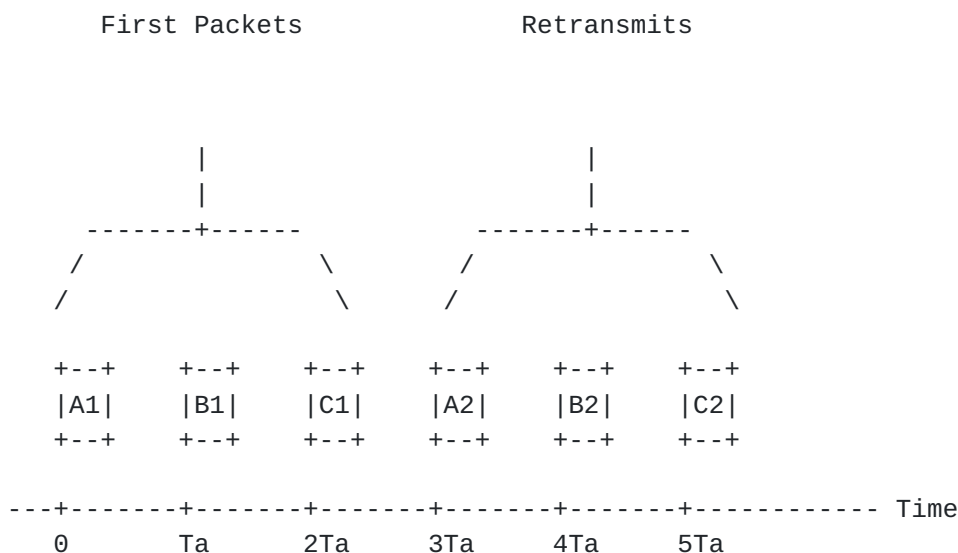 First Packets                Retransmits
            |                        |
            |                        |
     -------+------           -------+------
    /               \        /               \
   /                 \      /                 \
   +--+    +--+    +--+    +--+    +--+    +--+
   |A1|    |B1|    |C1|    |A2|    |B2|    |C2|
   +--+    +--+    +--+    +--+    +--+    +--+
---+-------+-------+-------+-------+-------+------------ Time
   0       Ta      2Ta     3Ta     4Ta     5Ta